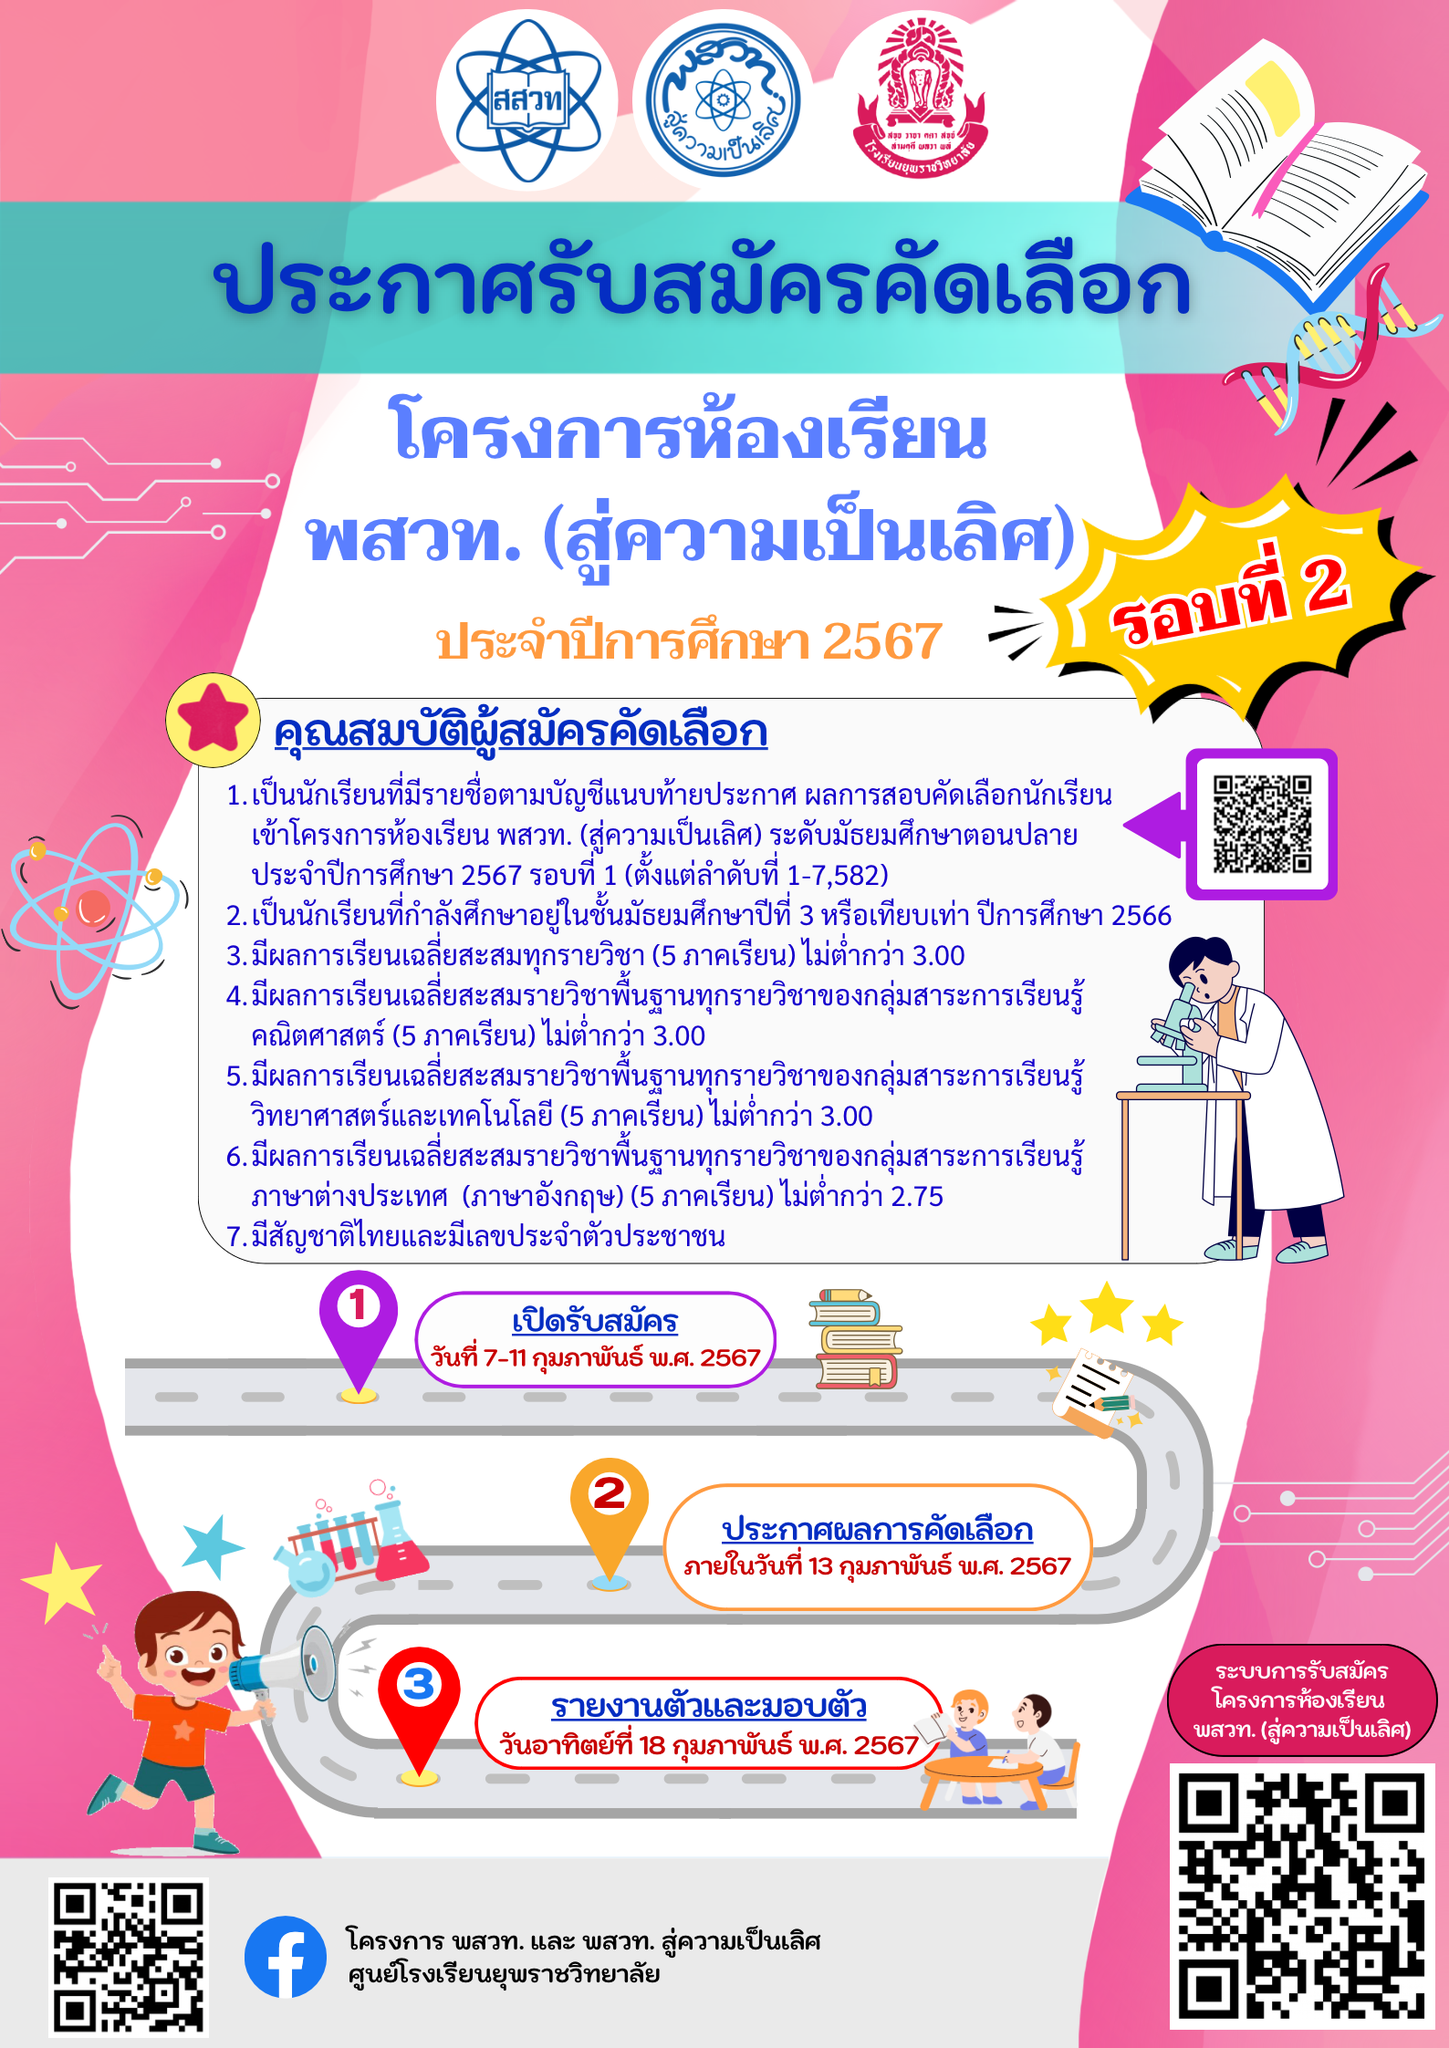 สสวท
พสวท.
สู่ความเป็นเลิศ
สจฺจํ วาจา คตา สจฺจํ
สามคฺคี ผลวา พลํ
โรงเรียนยุพราชวิทยาลัย
ประกาศรับสมัครคัดเลือก
โครงการห้องเรียน
พสวท. (สู่ความเป็นเลิศ)
รอบที่ 2
ประจำปีการศึกษา 2567
คุณสมบัติผู้สมัครคัดเลือก
1. เป็นนักเรียนที่มีรายชื่อตามบัญชีแนบท้ายประกาศ ผลการสอบคัดเลือกนักเรียน
เข้าโครงการห้องเรียน พสวท. (สู่ความเป็นเลิศ) ระดับมัธยมศึกษาตอนปลาย
ประจำปีการศึกษา 2567 รอบที่ 1 (ตั้งแต่ลำดับที่ 1-7,582)
2. เป็นนักเรียนที่กำลังศึกษาอยู่ในชั้นมัธยมศึกษาปีที่ 3 หรือเทียบเท่า ปีการศึกษา 2566
3. มีผลการเรียนเฉลี่ยสะสมทุกรายวิชา (5 ภาคเรียน) ไม่ต่ำกว่า 3.00
4. มีผลการเรียนเฉลี่ยสะสมรายวิชาพื้นฐานทุกรายวิชาของกลุ่มสาระการเรียนรู้
คณิตศาสตร์ (5 ภาคเรียน) ไม่ต่ำกว่า 3.00
5. มีผลการเรียนเฉลี่ยสะสมรายวิชาพื้นฐานทุกรายวิชาของกลุ่มสาระการเรียนรู้
วิทยาศาสตร์และเทคโนโลยี (5 ภาคเรียน) ไม่ต่ำกว่า 3.00
6. มีผลการเรียนเฉลี่ยสะสมรายวิชาพื้นฐานทุกรายวิชาของกลุ่มสาระการเรียนรู้
ภาษาต่างประเทศ (ภาษาอังกฤษ) (5 ภาคเรียน) ไม่ต่ำกว่า 2.75
7. มีสัญชาติไทยและมีเลขประจำตัวประชาชน
1
เปิดรับสมัคร
วันที่ 7-11 กุมภาพันธ์ พ.ศ. 2567
2
ประกาศผลการคัดเลือก
ภายในวันที่ 13 กุมภาพันธ์ พ.ศ. 2567
3
รายงานตัวและมอบตัว
วันอาทิตย์ที่ 18 กุมภาพันธ์ พ.ศ. 2567
ระบบการรับสมัคร
โครงการห้องเรียน
พสวท. (สู่ความเป็นเลิศ)
โครงการ พสวท. และ พสวท. สู่ความเป็นเลิศ
ศูนย์โรงเรียนยุพราชวิทยาลัย